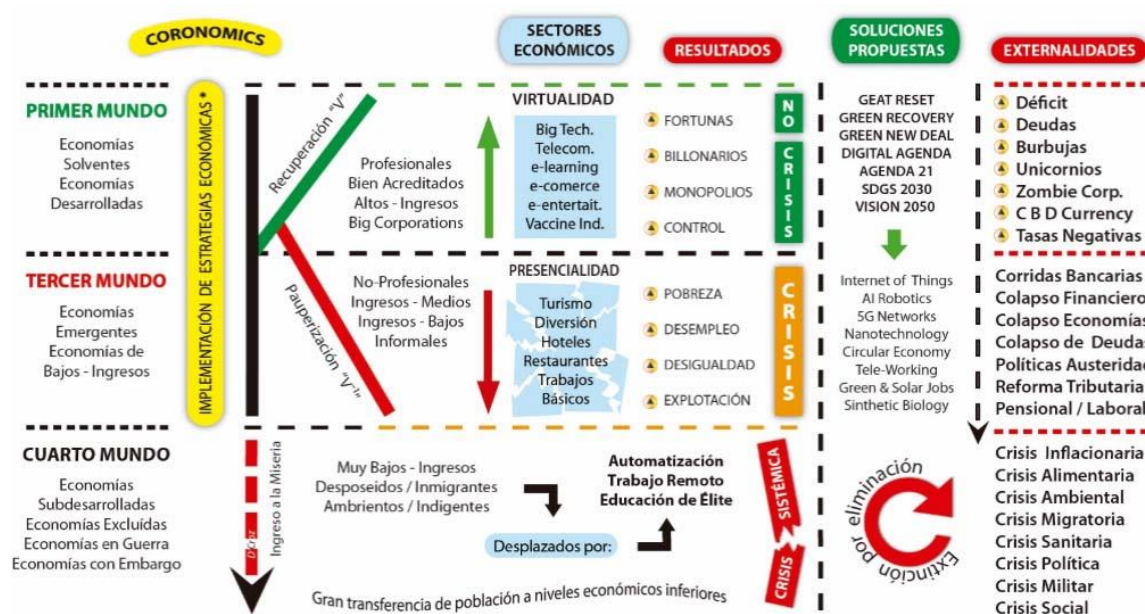 CORONOMICS
SECTORES
ECONÓMICOS
RESULTADOS
SOLUCIONES
PROPUESTAS
EXTERNALIDADES
PRIMER MUNDO
Economías
Solventes
Economías
Desarrolladas
IMPLEMENTACIÓN DE ESTRATEGIAS ECONÓMICAS *
Recuperación "V"
Profesionales
Bien Acreditados
Altos - Ingresos
Big Corporations
VIRTUALIDAD
Big Tech.
Telecom.
e-learning
e-comerce
e-entertait.
Vaccine Ind.
FORTUNAS
BILLONARIOS
MONOPOLIOS
CONTROL
NO
CRISIS
GEAT RESET
GREEN RECOVERY
GREEN NEW DEAL
DIGITAL AGENDA
AGENDA 21
SDGS 2030
VISION 2050
Déficit
Deudas
Burbujas
Unicornios
Zombie Corp.
C B D Currency
Tasas Negativas
TERCER MUNDO
Economías
Emergentes
Economías de
Bajos - Ingresos
Pauperización "V⁻¹"
No-Profesionales
Ingresos - Medios
Ingresos - Bajos
Informales
PRESENCIALIDAD
Turismo
Diversión
Hoteles
Restaurantes
Trabajos
Básicos
POBREZA
DESEMPLEO
DESIGUALDAD
EXPLOTACIÓN
CRISIS
Internet of Things
AI Robotics
5G Networks
Nanotechnology
Circular Economy
Tele-Working
Green & Solar Jobs
Sinthetic Biology
Corridas Bancarias
Colapso Financiero
Colapso Economías
Colapso de Deudas
Políticas Austeridad
Reforma Tributaria
Pensional / Laboral
CUARTO MUNDO
Economías
Subdesarrolladas
Economías Excluídas
Economías en Guerra
Economías con Embargo
D'Cruz
Ingreso a la Miseria
Muy Bajos - Ingresos
Desposeidos / Inmigrantes
Ambrientos / Indigentes
Desplazados por:
Automatización
Trabajo Remoto
Educación de Élite
CRISIS SISTÉMICA
Gran transferencia de población a niveles económicos inferiores
Extinción por eliminación
Crisis Inflacionaria
Crisis Alimentaria
Crisis Ambiental
Crisis Migratoria
Crisis Sanitaria
Crisis Política
Crisis Militar
Crisis Social